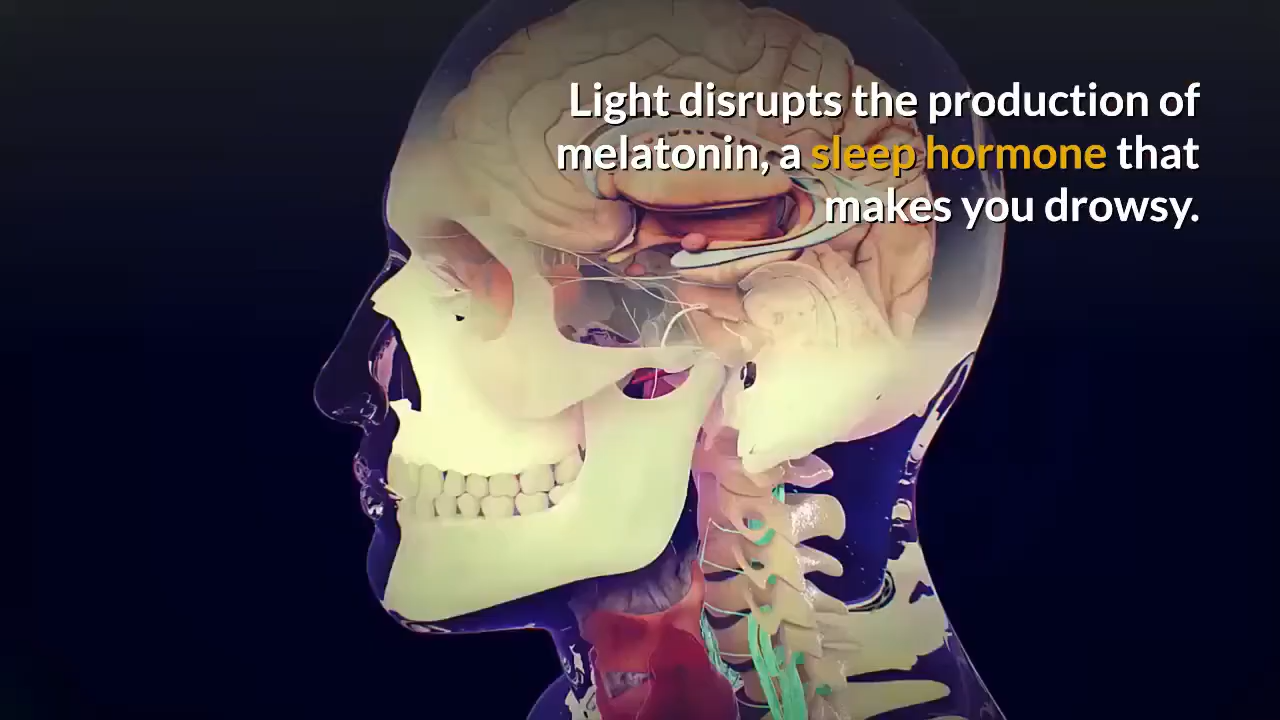 Light disrupts the production of
melatonin, a sleep hormone that
makes you drowsy.